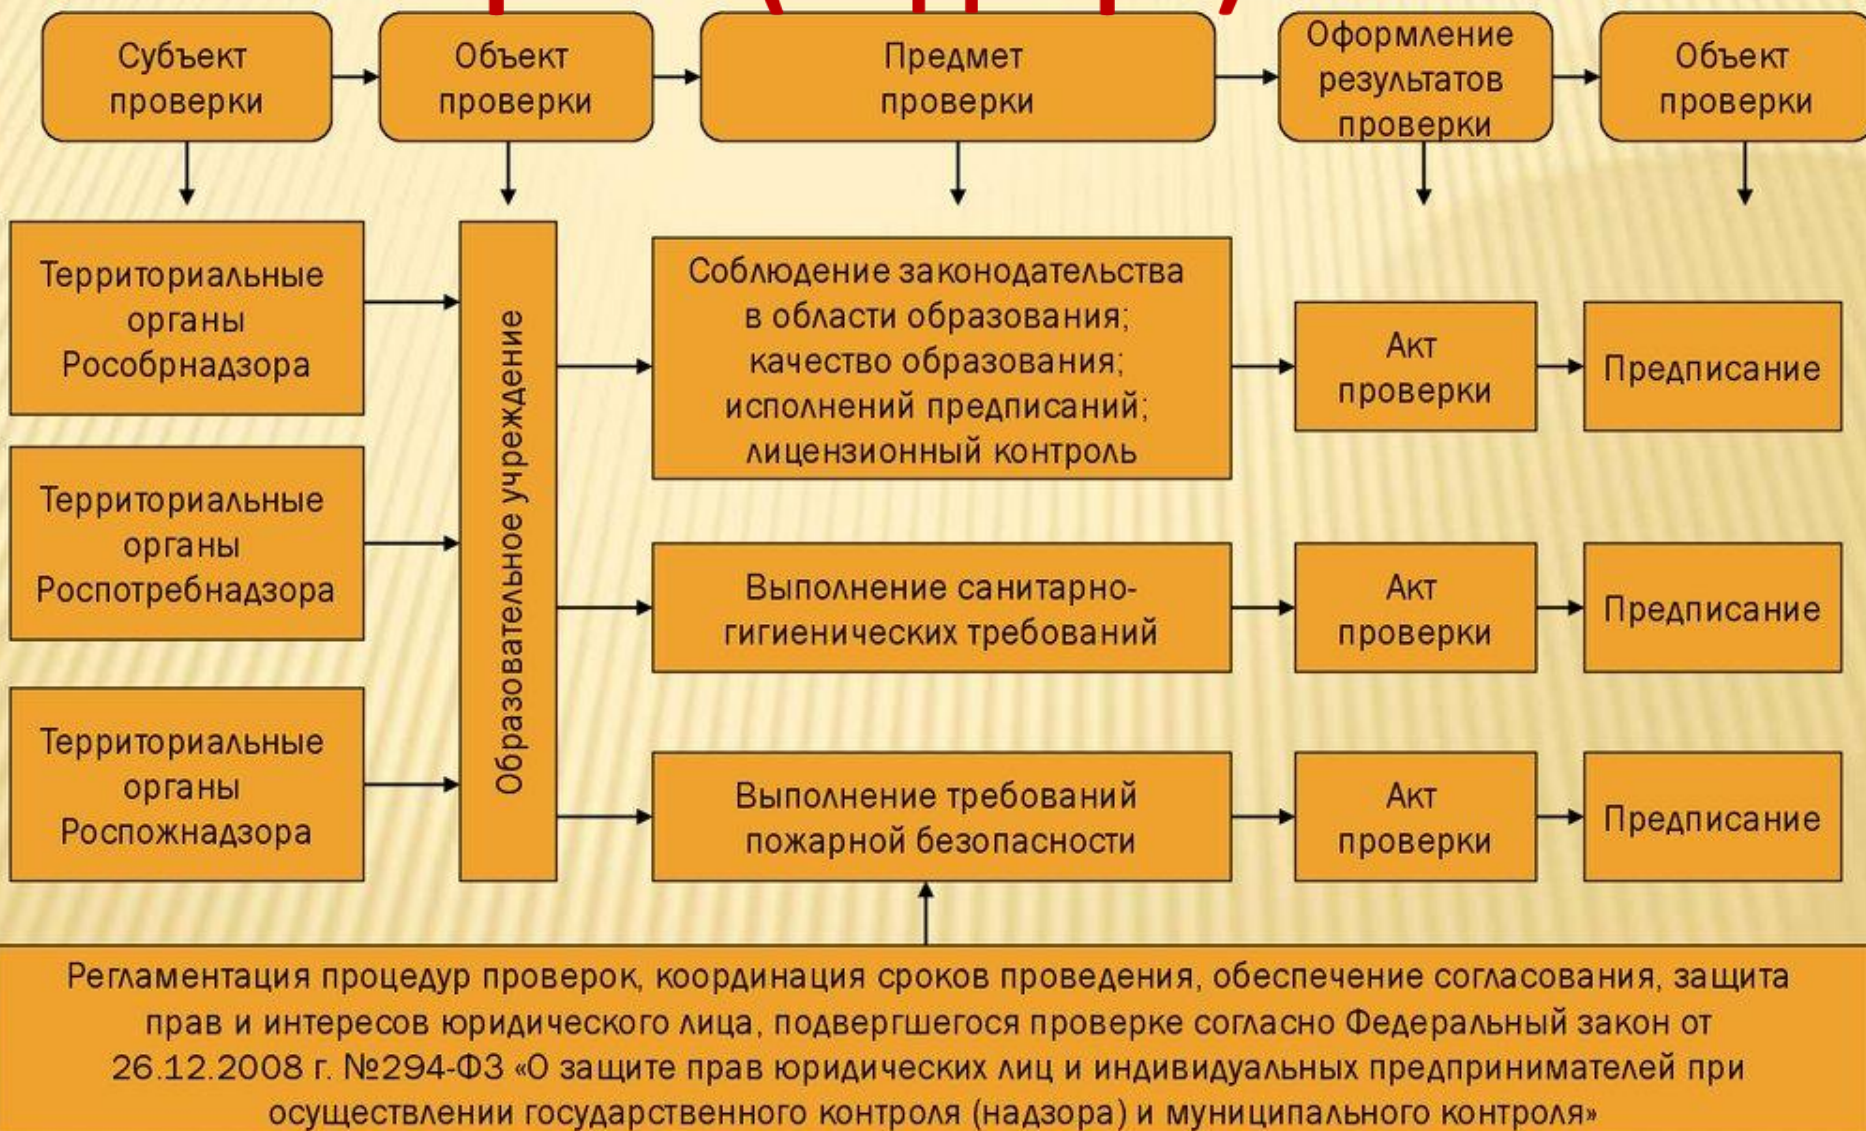 Субъект
проверки
Объект
проверки
Предмет
проверки
Оформление
результатов
проверки
Объект
проверки
Территориальные
органы
Рособрнадзора
Территориальные
органы
Роспотребнадзора
Территориальные
органы
Роспожнадзора
Образовательное учреждение
Соблюдение законодательства
в области образования;
качество образования;
исполнений предписаний;
лицензионный контроль
Акт
проверки
Предписание
Выполнение санитарно-
гигиенических требований
Акт
проверки
Предписание
Выполнение требований
пожарной безопасности
Акт
проверки
Предписание
Регламентация процедур проверок, координация сроков проведения, обеспечение согласования, защита
прав и интересов юридического лица, подвергшегося проверке согласно Федеральный закон от
26.12.2008 г. №294-ФЗ «О защите прав юридических лиц и индивидуальных предпринимателей при
осуществлении государственного контроля (надзора) и муниципального контроля»